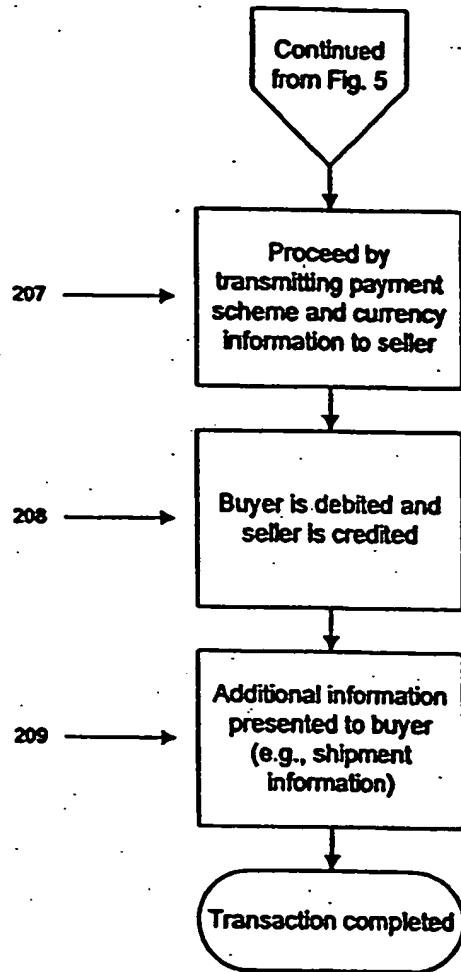 Continued
from Fig. 5
207
Proceed by
transmitting payment
scheme and currency
information to seller
208
Buyer is debited and
seller is credited
209
Additional information
presented to buyer
(e.g., shipment
information)
Transaction completed